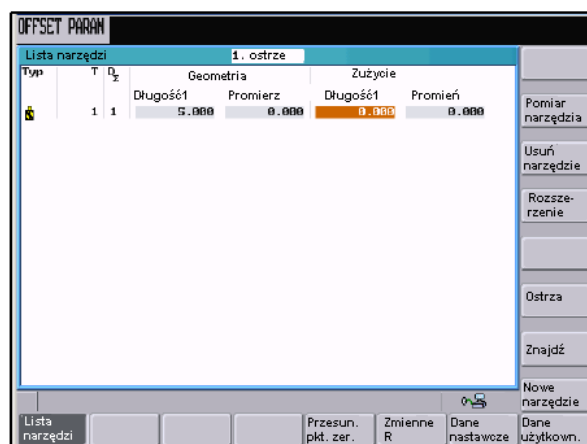 OFFSET PARAM
Lista narzędzi 1. ostrze
Typ T D Σ Geometria Zużycie
Długość1 Promierz Długość1 Promień
1 1 5.000 0.000 0.000 0.000
Pomiar
narzędzia
Usuń
narzędzie
Rozsze-
rzenie
Ostrza
Znajdź
Nowe
narzędzie
Lista
narzędzi
Przesun.
pkt. zer.
Zmienne
R
Dane
nastawcze
Dane
użytkown.